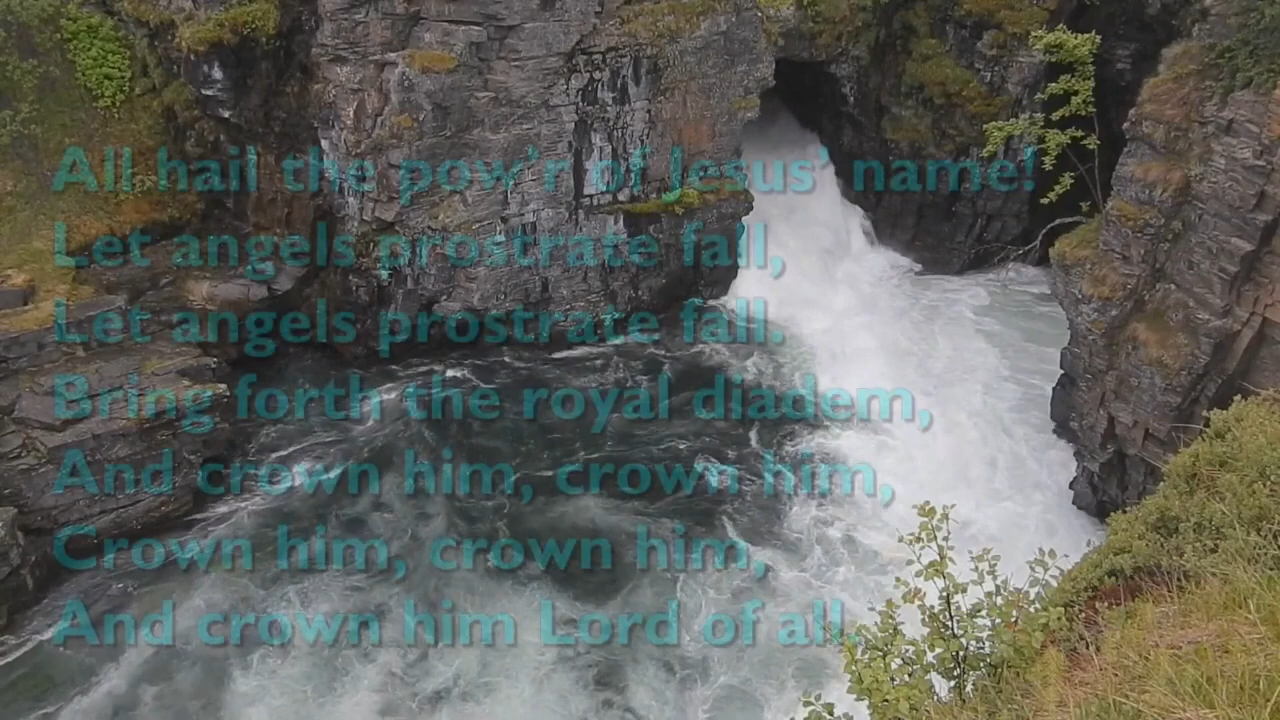 All hail the pow'r of Jesus' name!
Let angels prostrate fall,
Let angels prostrate fall.
Bring forth the royal diadem,
And crown him, crown him,
Crown him, crown him,
And crown him Lord of all.